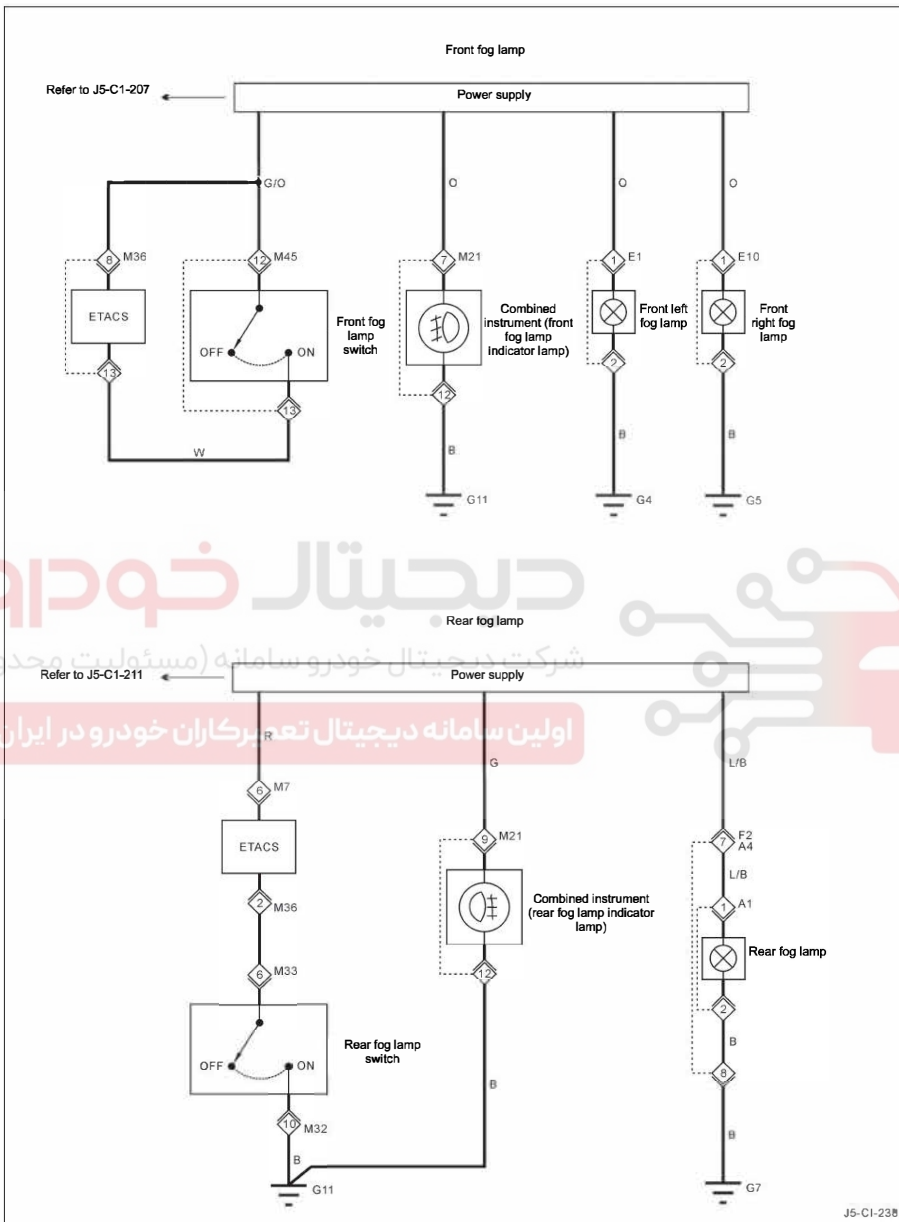 Front fog lamp
Refer to J5-C1-207
Power supply
G/O
O
O
O
8
M36
12
M45
7
M21
1
E1
1
E10
ETACS
OFF
ON
Front fog
lamp
switch
Combined
instrument (front
fog lamp
indicator lamp)
Front left
fog lamp
Front
right fog
lamp
13
13
12
2
2
W
B
B
B
G11
G4
G5
دیجیتال خودرو
Rear fog lamp
شرکت دیجیتال خودرو سامانه (مسئولیت
Refer to J5-C1-211
Power supply
اولین سامانه دیجیتال تعمیرکاران خودرو در ایران
R
G
L/B
6
M7
9
M21
7
F2
A4
L/B
ETACS
2
M36
1
A1
Combined instrument
(rear fog lamp indicator
lamp)
Rear fog lamp
6
M33
12
2
OFF
ON
Rear fog lamp
switch
B
8
B
10
M32
B
B
G11
G7
J5-CI-238